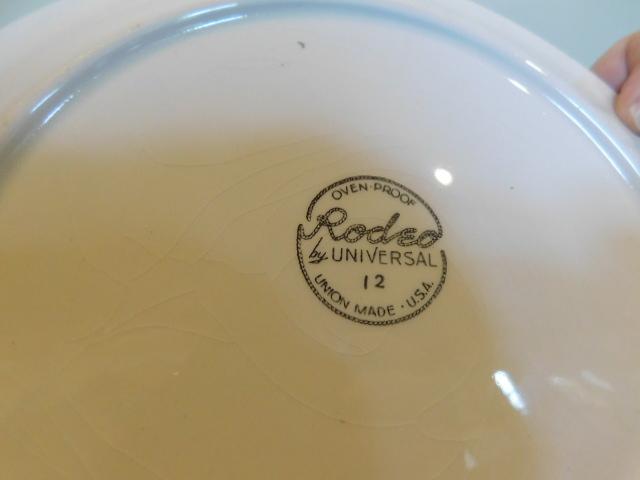 OVEN-PROOF
Rodeo
by UNIVERSAL
12
UNION MADE · U.S.A.